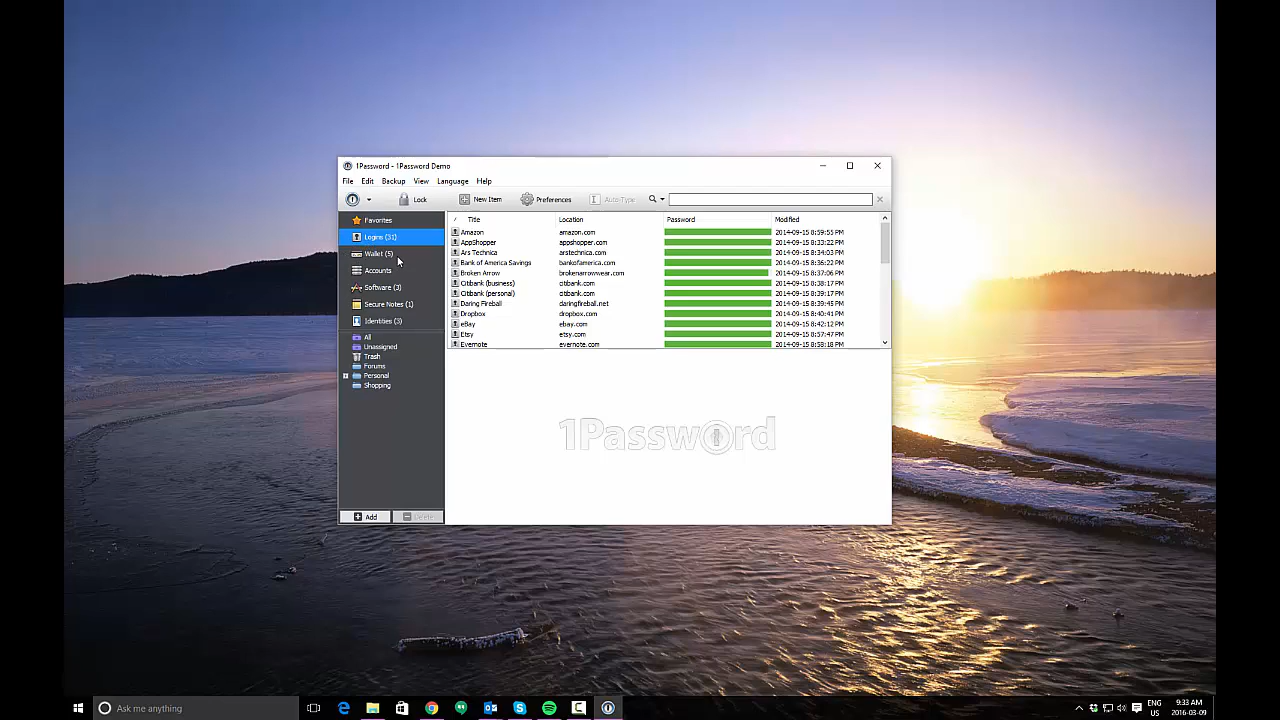 1Password - 1Password Demo
File Edit Backup View Language Help
Lock New Item Preferences Auto-Type
Favorites
Logins (31)
Wallet (5)
Accounts
Software (3)
Secure Notes (1)
Identities (3)
All
Unassigned
Trash
Forums
Personal
Shopping
Add Delete
Title Location Password Modified
Amazon amazon.com 2014-09-15 8:59:55 PM
AppShopper appshopper.com 2014-09-15 8:33:22 PM
Ars Technica arstechnica.com 2014-09-15 8:34:03 PM
Bank of America Savings bankofamerica.com 2014-09-15 8:36:22 PM
Broken Arrow brokenarrowwear.com 2014-09-15 8:37:06 PM
Citibank (business) citibank.com 2014-09-15 8:38:17 PM
Citibank (personal) citibank.com 2014-09-15 8:39:17 PM
Daring Fireball daringfireball.net 2014-09-15 8:39:45 PM
Dropbox dropbox.com 2014-09-15 8:40:41 PM
eBay ebay.com 2014-09-15 8:42:12 PM
Etsy etsy.com 2014-09-15 8:57:47 PM
Evernote evernote.com 2014-09-15 8:58:18 PM
1Password
Ask me anything
ENG
US
9:33 AM
2016-03-09